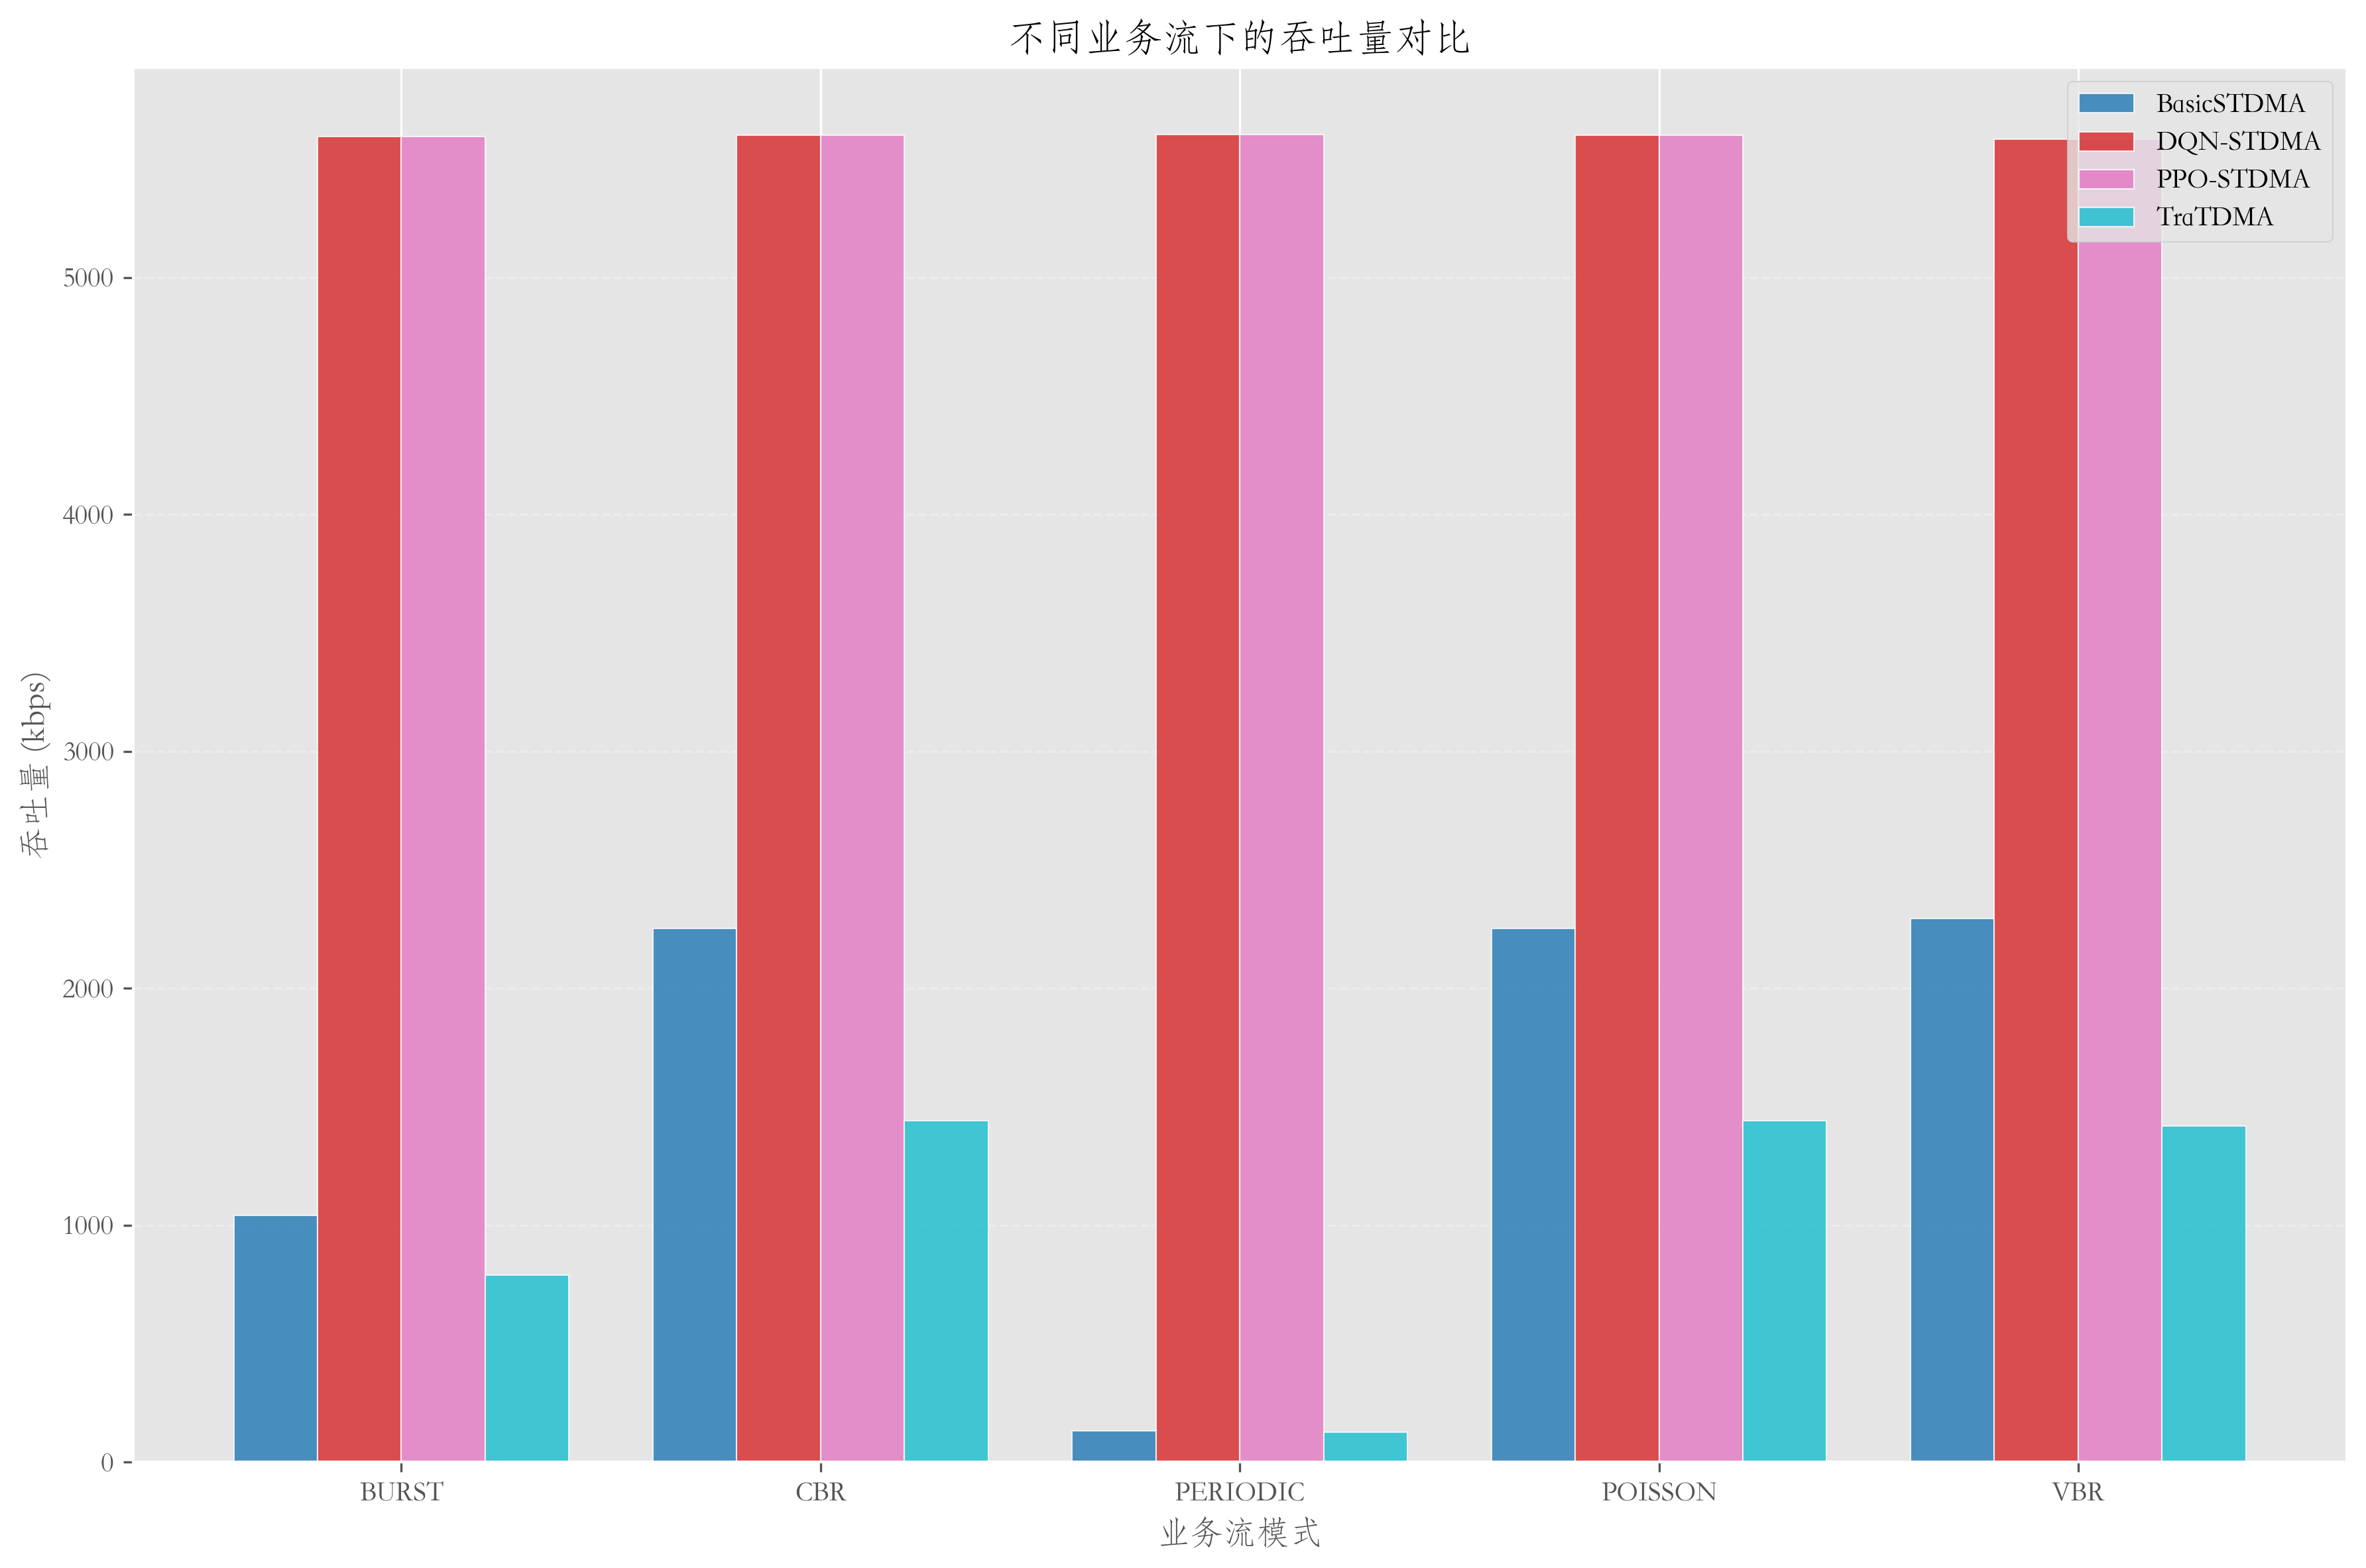 不同业务流下的吞吐量对比
BasicSTDMA
DQN-STDMA
PPO-STDMA
TraTDMA
吞吐量 (kbps)
5000
4000
3000
2000
1000
0
BURST CBR PERIODIC POISSON VBR
业务流模式